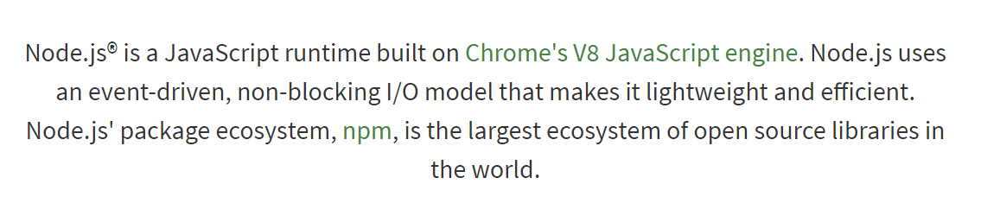 Node.js® is a JavaScript runtime built on Chrome's V8 JavaScript engine. Node.js uses
an event-driven, non-blocking I/O model that makes it lightweight and efficient.
Node.js' package ecosystem, npm, is the largest ecosystem of open source libraries in
the world.